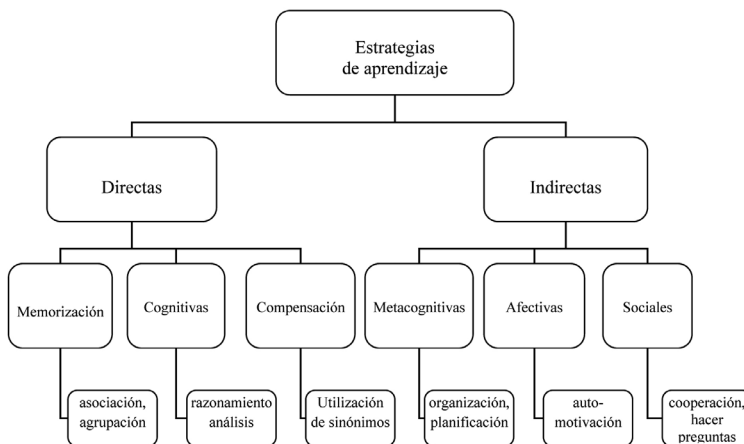 Estrategias
de aprendizaje
Directas
Indirectas
Memorización
Cognitivas
Compensación
Metacognitivas
Afectivas
Sociales
asociación,
agrupación
razonamiento
análisis
Utilización
de sinónimos
organización,
planificación
auto-
motivación
cooperación,
hacer
preguntas